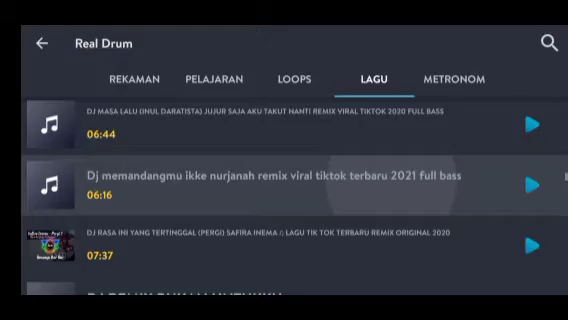 Real Drum
REKAMAN PELAJARAN LOOPS LAGU METRONOM
DJ MASA LALU (INUL DARATISTA) JUJUR SAJA AKU TAKUT NANTI REMIX VIRAL TIKTOK 2020 FULL BASS
06:44
Dj memandangmu ikke nurjanah remix viral tiktok terbaru 2021 full bass
06:16
DJ RASA INI YANG TERTINGGAL (PERGI) SAFIRA INEMA ♫ LAGU TIK TOK TERBARU REMIX ORIGINAL 2020
07:37